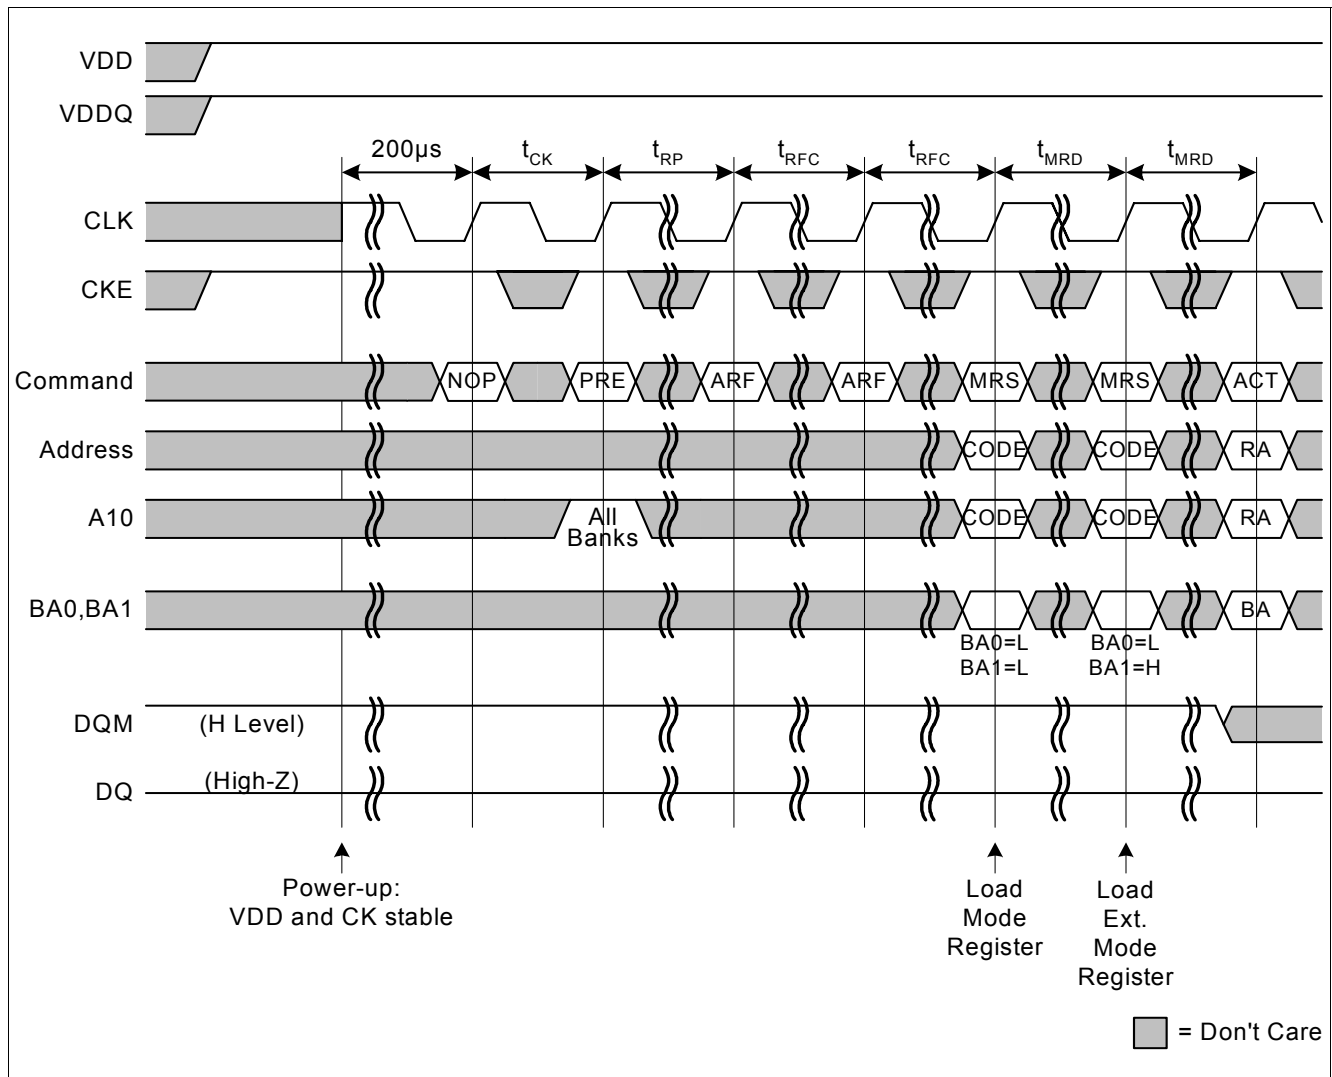 VDD
VDDQ
200µs tCK tRP tRFC tRFC tMRD tMRD
CLK
CKE
Command NOP PRE ARF ARF MRS MRS ACT
Address CODE CODE RA
A10 All Banks CODE CODE RA
BA0,BA1 BA
BA0=L BA0=L
BA1=L BA1=H
DQM (H Level)
DQ (High-Z)
Power-up:
VDD and CK stable
Load
Mode
Register
Load
Ext.
Mode
Register
= Don't Care